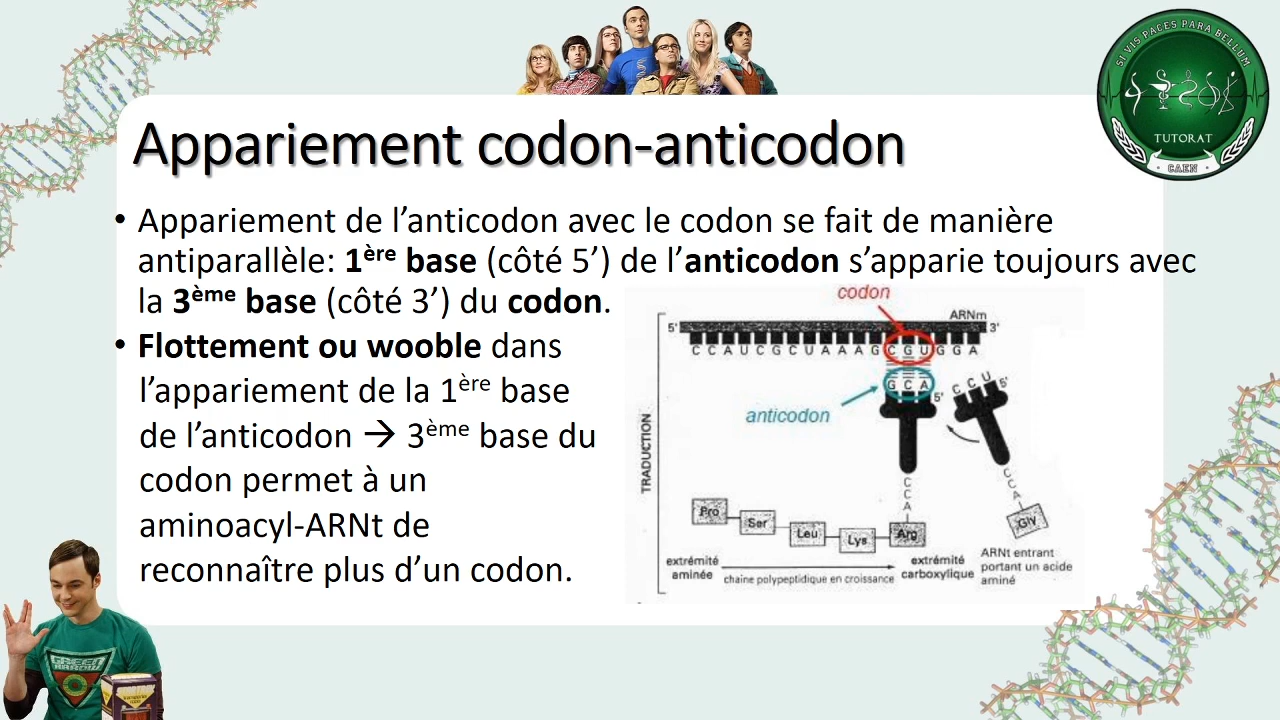 SI VIS PACES PARA BELLUM
TUTORAT
CAEN
Appariement codon-anticodon
• Appariement de l’anticodon avec le codon se fait de manière
antiparallèle: 1ère base (côté 5’) de l’anticodon s’apparie toujours avec
la 3ème base (côté 3’) du codon.
• Flottement ou wooble dans
l’appariement de la 1ère base
de l’anticodon → 3ème base du
codon permet à un
aminoacyl-ARNt de
reconnaître plus d’un codon.
codon
ARNm
5' 3'
C C A U C G C U A A A G C G U G G A
G C A
5'
C C U 5'
anticodon
TRADUCTION
C C A
C C A
Pro Ser Leu Lys Arg Gly
extrémité
aminée
chaine polypeptidique en croissance
extrémité
carboxylique
ARNt entrant
portant un acide
aminé
GREEN
ARROW